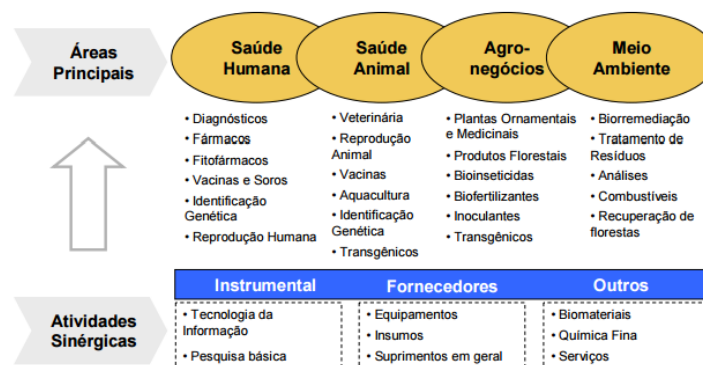 Áreas
Principais
Saúde
Humana
Saúde
Animal
Agro-
negócios
Meio
Ambiente
• Diagnósticos
• Fármacos
• Fitofármacos
• Vacinas e Soros
• Identificação
Genética
• Reprodução Humana
• Veterinária
• Reprodução
Animal
• Vacinas
• Aquacultura
• Identificação
Genética
• Transgênicos
• Plantas Ornamentais
e Medicinais
• Produtos Florestais
• Bioinseticidas
• Biofertilizantes
• Inoculantes
• Transgênicos
• Biorremediação
• Tratamento de
Resíduos
• Análises
• Combustíveis
• Recuperação de
florestas
Atividades
Sinérgicas
Instrumental
Fornecedores
Outros
• Tecnologia da
Informação
• Pesquisa básica
• Equipamentos
• Insumos
• Suprimentos em geral
• Biomateriais
• Química Fina
• Serviços